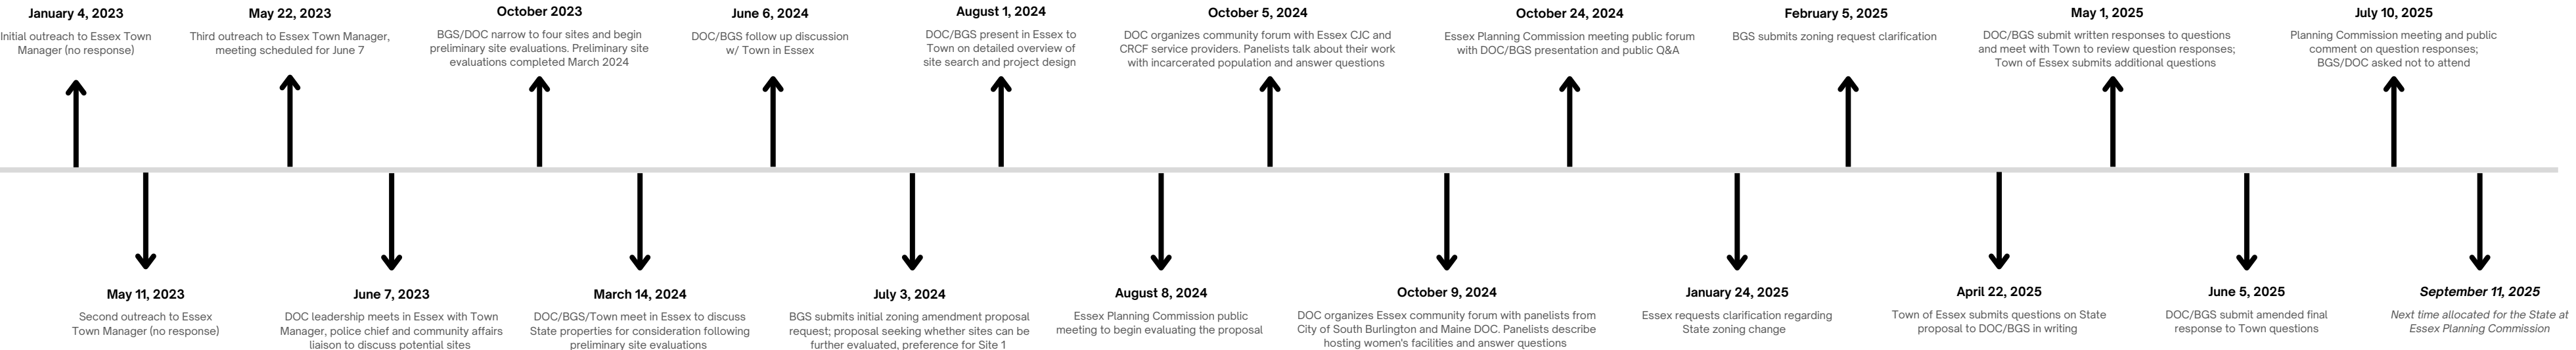 January 4, 2023
Initial outreach to Essex Town
Manager (no response)
May 22, 2023
Third outreach to Essex Town Manager,
meeting scheduled for June 7
October 2023
BGS/DOC narrow to four sites and begin
preliminary site evaluations. Preliminary site
evaluations completed March 2024
June 6, 2024
DOC/BGS follow up discussion
w/ Town in Essex
August 1, 2024
DOC/BGS present in Essex to
Town on detailed overview of
site search and project design
October 5, 2024
DOC organizes community forum with Essex CJC and
CRCF service providers. Panelists talk about their work
with incarcerated population and answer questions
October 24, 2024
Essex Planning Commission meeting public forum
with DOC/BGS presentation and public Q&A
February 5, 2025
BGS submits zoning request clarification
May 1, 2025
DOC/BGS submit written responses to questions
and meet with Town to review question responses;
Town of Essex submits additional questions
July 10, 2025
Planning Commission meeting and public
comment on question responses;
BGS/DOC asked not to attend
May 11, 2023
Second outreach to Essex
Town Manager (no response)
June 7, 2023
DOC leadership meets in Essex with Town
Manager, police chief and community affairs
liaison to discuss potential sites
March 14, 2024
DOC/BGS/Town meet in Essex to discuss
State properties for consideration following
preliminary site evaluations
July 3, 2024
BGS submits initial zoning amendment proposal
request; proposal seeking whether sites can be
further evaluated, preference for Site 1
August 8, 2024
Essex Planning Commission public
meeting to begin evaluating the proposal
October 9, 2024
DOC organizes Essex community forum with panelists from
City of South Burlington and Maine DOC. Panelists describe
hosting women's facilities and answer questions
January 24, 2025
Essex requests clarification regarding
State zoning change
April 22, 2025
Town of Essex submits questions on State
proposal to DOC/BGS in writing
June 5, 2025
DOC/BGS submit amended final
response to Town questions
September 11, 2025
Next time allocated for the State at
Essex Planning Commission